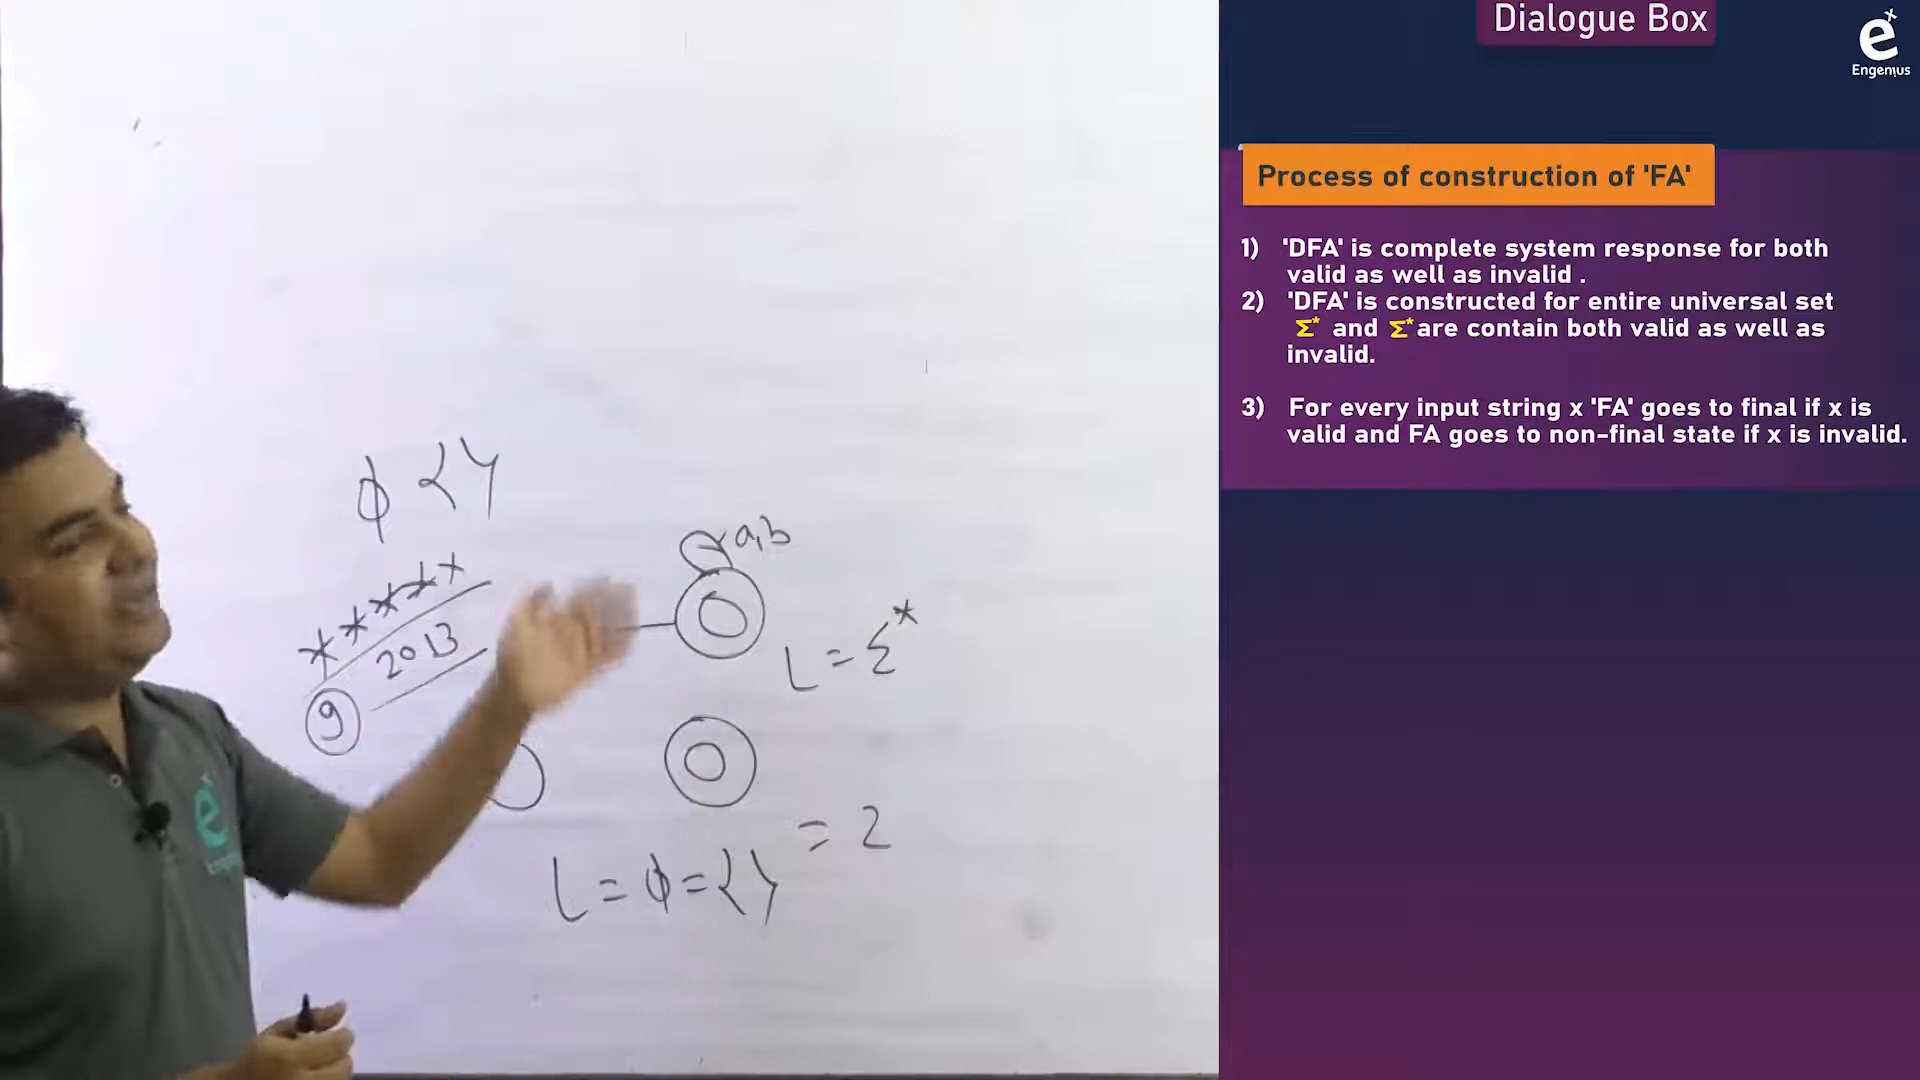 Dialogue Box
eˣ
Engenius
Process of construction of 'FA'
1) 'DFA' is complete system response for both
valid as well as invalid .
2) 'DFA' is constructed for entire universal set
Σ* and Σ* are contain both valid as well as
invalid.
3) For every input string x 'FA' goes to final if x is
valid and FA goes to non-final state if x is invalid.
ϕ { }
a,b
2013
9
L = Σ*
= 2
L = ϕ = { }